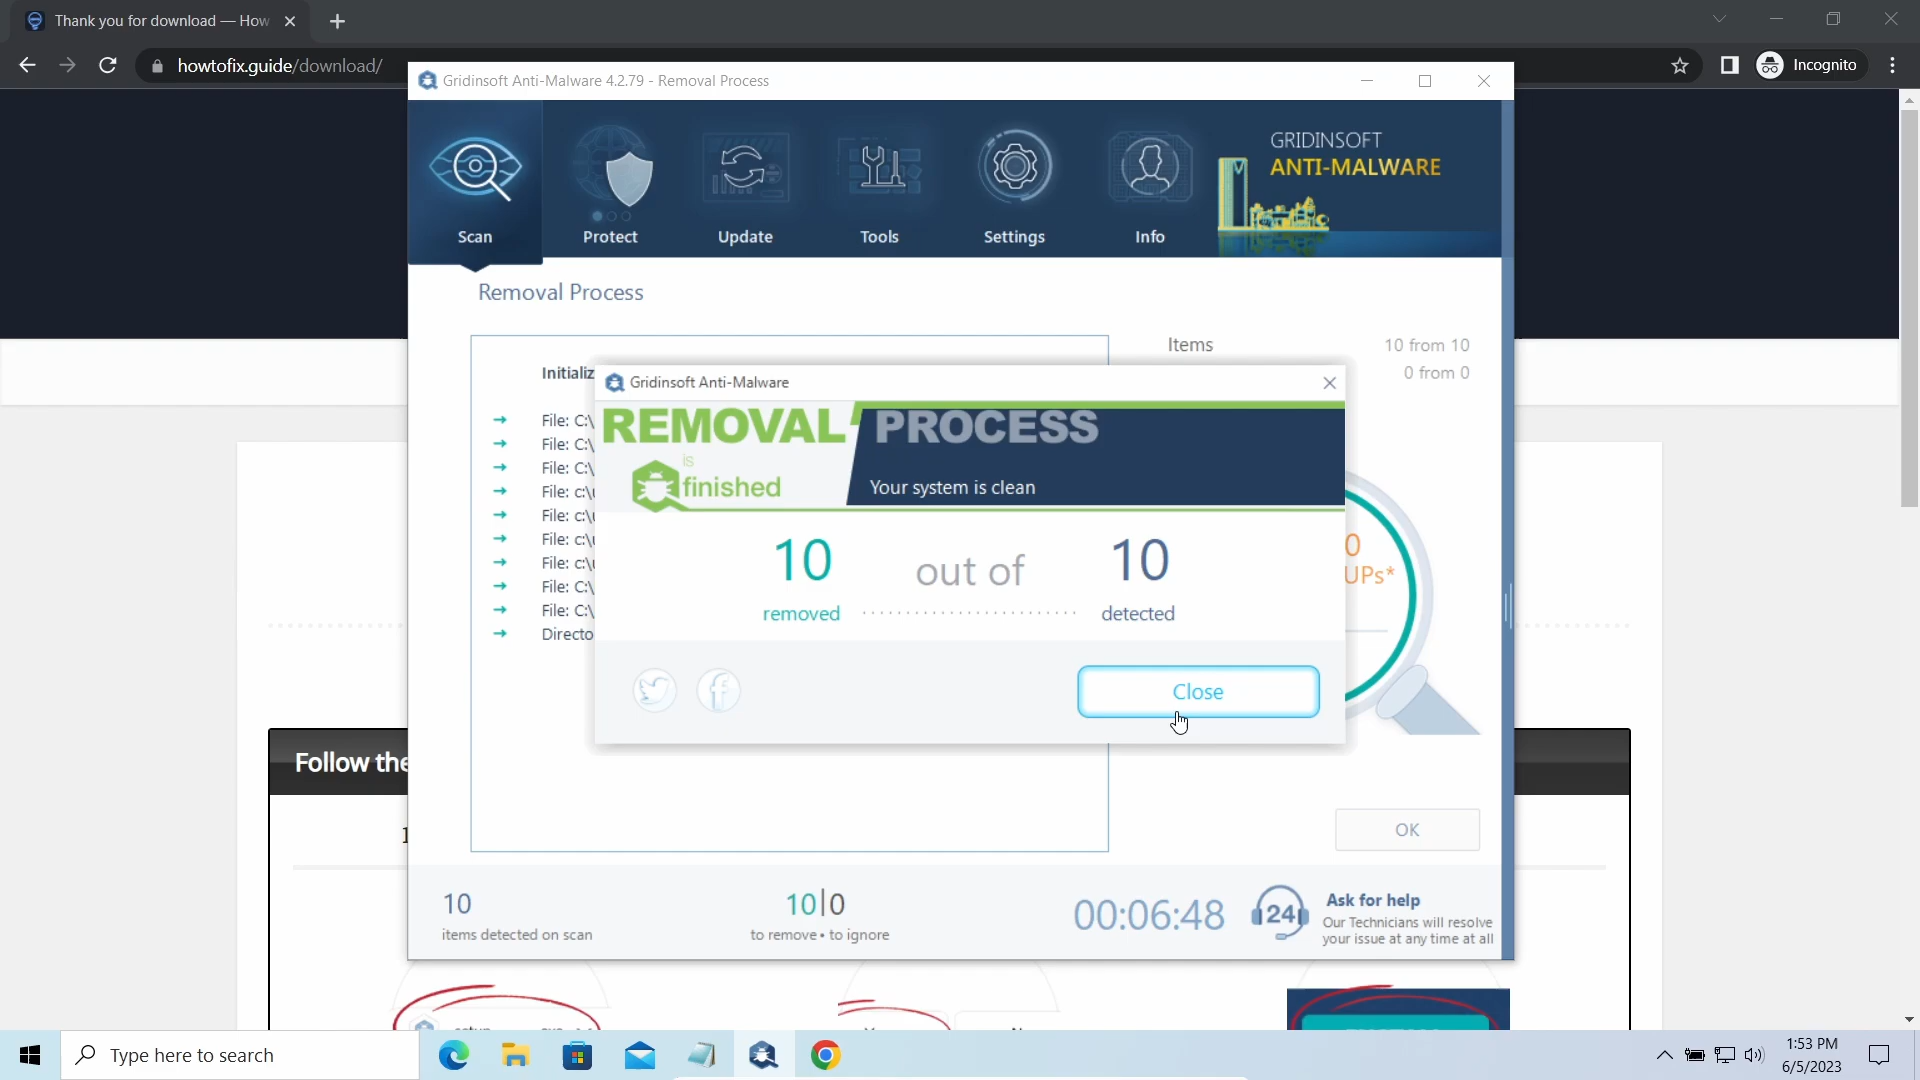 Thank you for download — How
howtofix.guide/download/
Incognito
Gridinsoft Anti-Malware 4.2.79 - Removal Process
Scan
Protect
Update
Tools
Settings
Info
GRIDINSOFT
ANTI-MALWARE
Removal Process
Items
10 from 10
0 from 0
Initializ
File: C:\
File: C:\
File: C:\
File: c:\u
File: c:\u
File: c:\u
File: c:\u
File: C:\
File: C:\
Directo
Gridinsoft Anti-Malware
REMOVAL PROCESS
is
finished
Your system is clean
10
out of
10
removed
detected
Close
0
UPs*
OK
10
items detected on scan
10|0
to remove • to ignore
00:06:48
24
Ask for help
Our Technicians will resolve
your issue at any time at all
Follow the
1
Type here to search
1:53 PM
6/5/2023